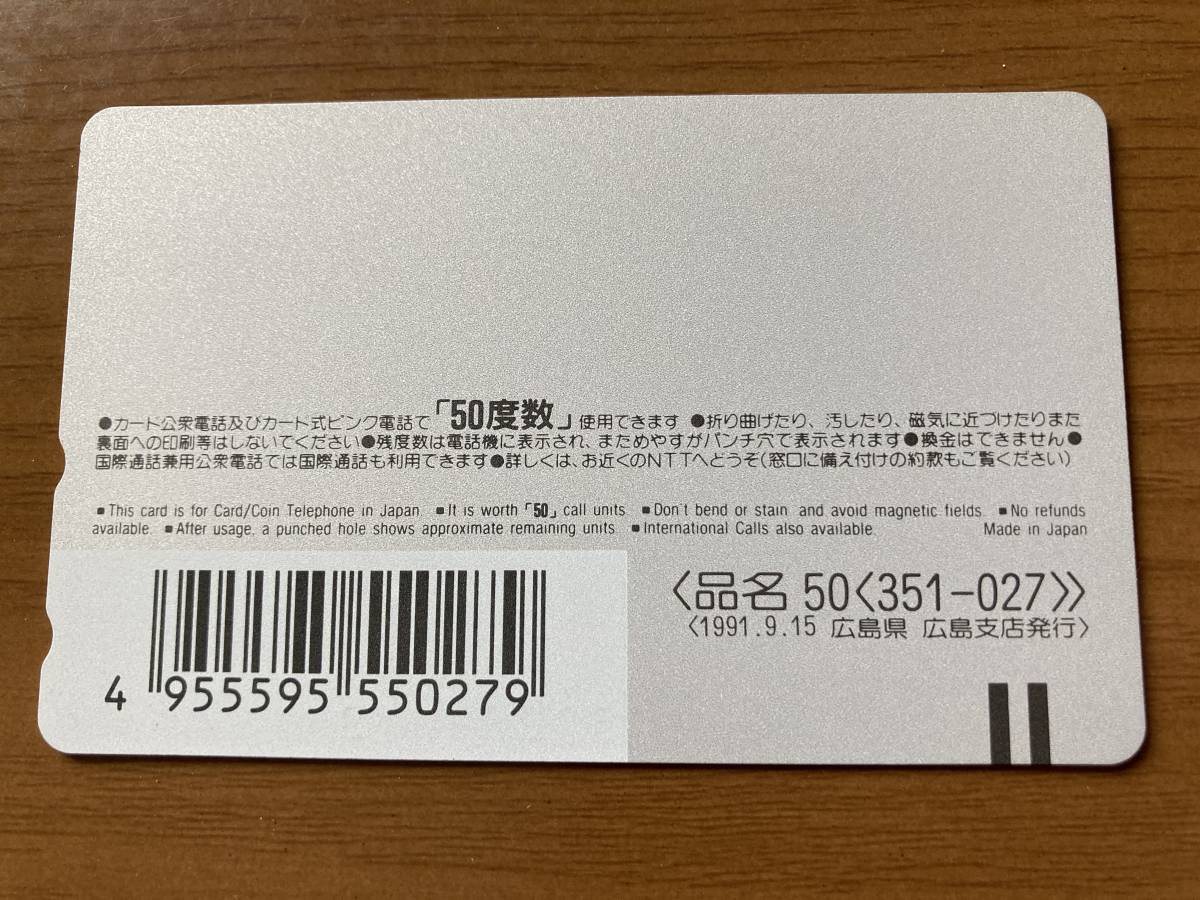 ●カード公衆電話及びカード式ピンク電話で「50度数」使用できます ●折り曲げたり、汚したり、磁気に近づけたりまた
裏面への印刷等はしないでください●残度数は電話機に表示され、まためやすがパンチ穴で表示されます●換金はできません●
国際通話兼用公衆電話では国際通話も利用できます●詳しくは、お近くのNTTへどうぞ(窓口に備え付けの約款もご覧ください)
■This card is for Card/Coin Telephone in Japan. ■It is worth「50」call units ■Don't bend or stain and avoid magnetic fields. ■No refunds
available. ■After usage, a punched hole shows approximate remaining units. ■International Calls also available. Made in Japan
〈品名 50〈351-027〉〉
〈1991.9.15 広島県 広島支店発行〉
4 955595 550279